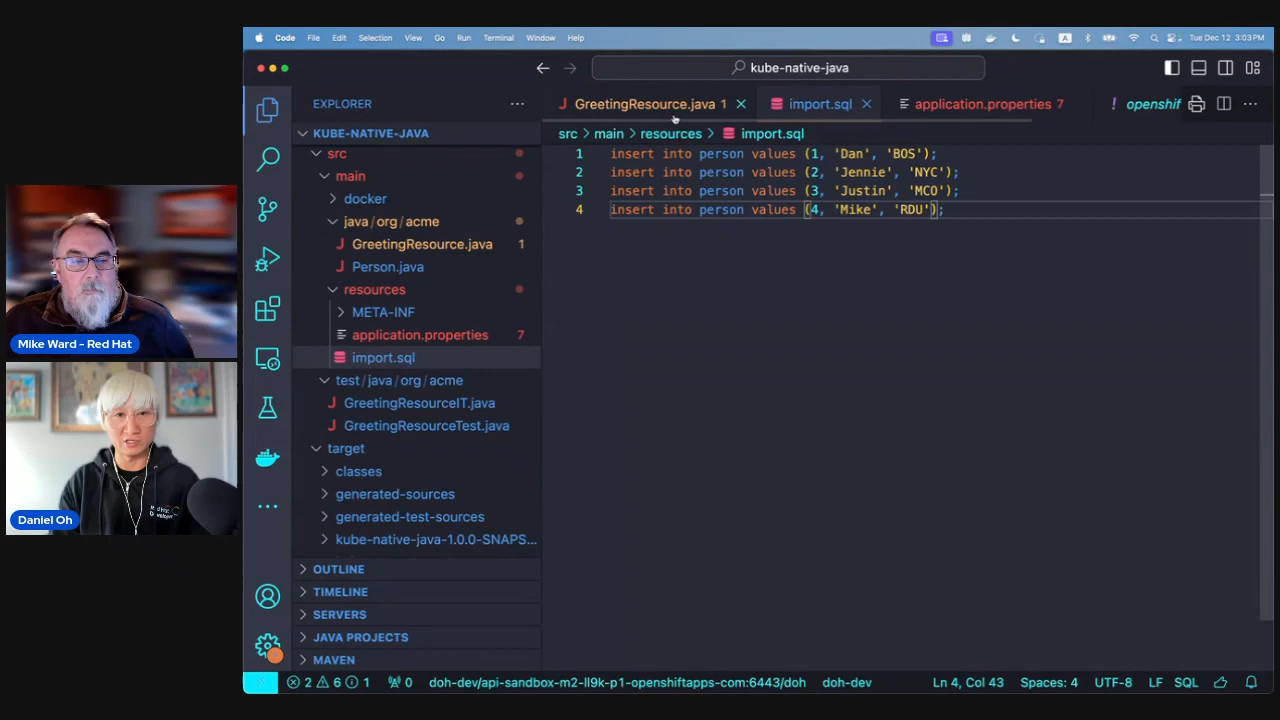 Code File Edit Selection View Go Run Terminal Window Help
A
Tue Dec 12 3:03 PM
kube-native-java
EXPLORER
GreetingResource.java 1
import.sql
application.properties 7
! openshif
src > main > resources > import.sql
KUBE-NATIVE-JAVA
src
main
docker
java/org/acme
GreetingResource.java 1
Person.java
resources
META-INF
application.properties 7
import.sql
test/java/org/acme
GreetingResourceIT.java
GreetingResourceTest.java
target
classes
generated-sources
generated-test-sources
kube-native-java-1.0.0-SNAPS...
OUTLINE
TIMELINE
SERVERS
JAVA PROJECTS
MAVEN
1 insert into person values (1, 'Dan', 'BOS');
2 insert into person values (2, 'Jennie', 'NYC');
3 insert into person values (3, 'Justin', 'MCO');
4 insert into person values (4, 'Mike', 'RDU');
Mike Ward - Red Hat
Red Hat
Developer
Daniel Oh
2 6 1 0 doh-dev/api-sandbox-m2-ll9k-p1-openshiftapps-com:6443/doh doh-dev Ln 4, Col 43 Spaces: 4 UTF-8 LF SQL